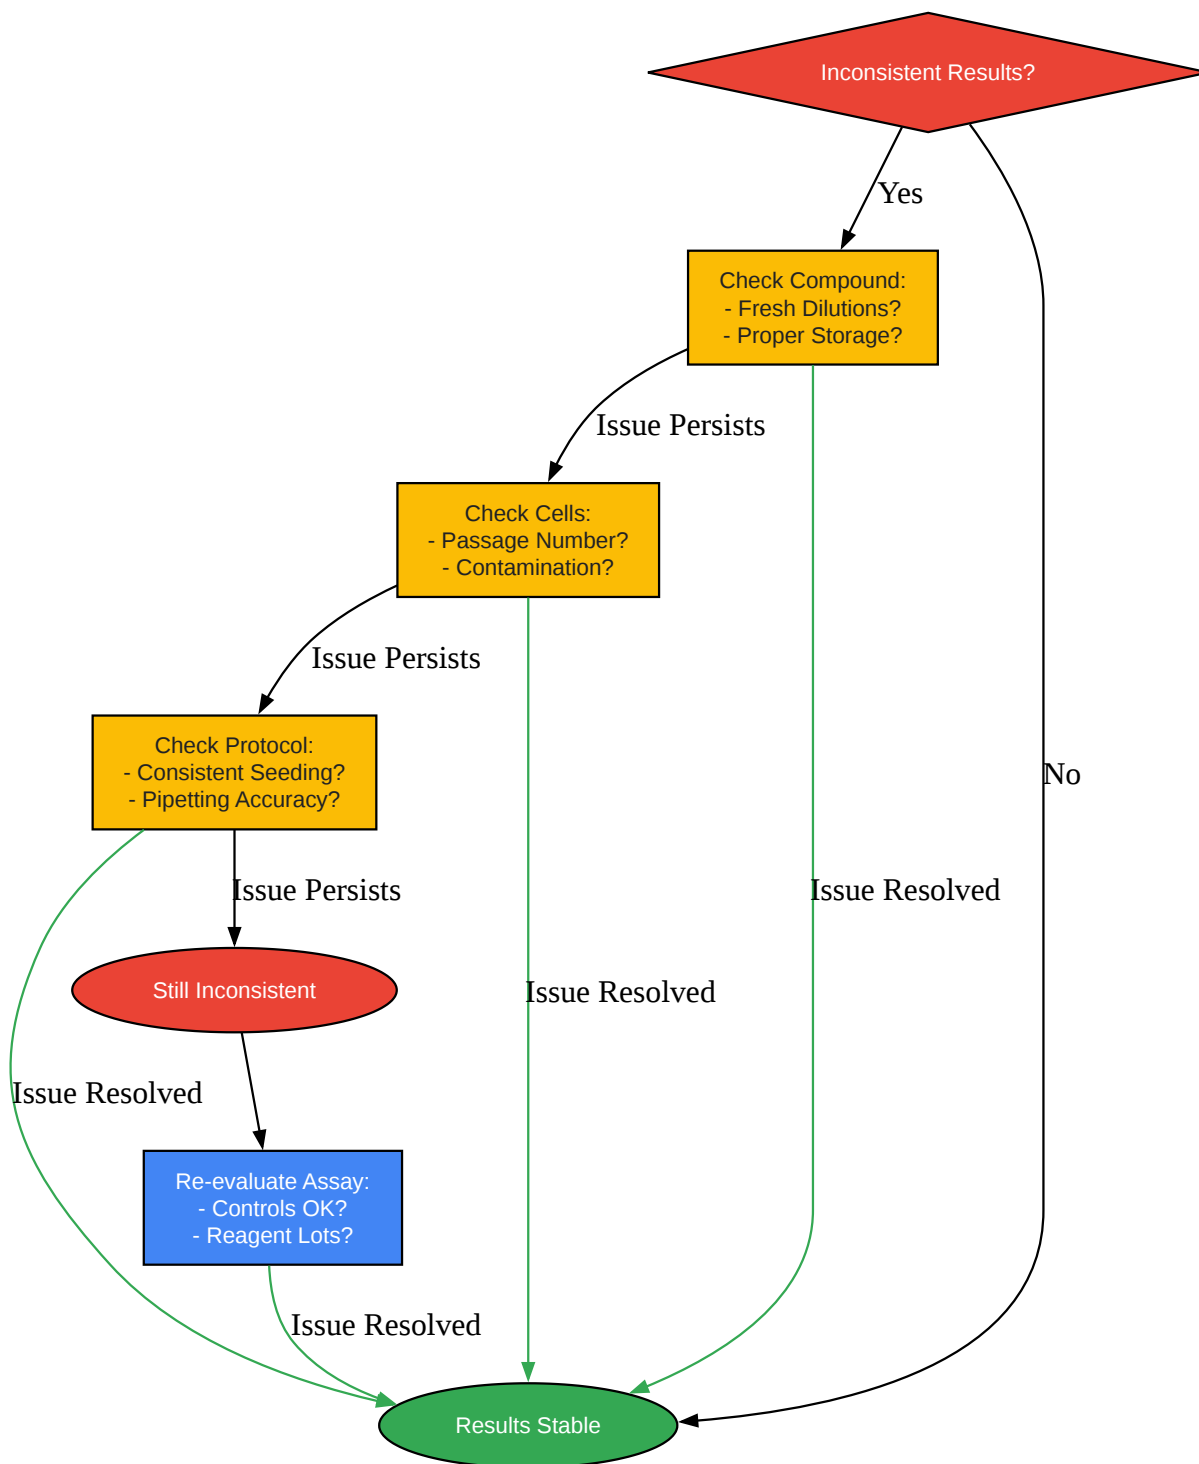 Inconsistent Results?
Yes
Check Compound:
- Fresh Dilutions?
- Proper Storage?
Issue Persists
Check Cells:
- Passage Number?
- Contamination?
Issue Persists
Check Protocol:
- Consistent Seeding?
- Pipetting Accuracy?
No
Issue Persists
Issue Resolved
Still Inconsistent
Issue Resolved
Issue Resolved
Re-evaluate Assay:
- Controls OK?
- Reagent Lots?
Issue Resolved
Results Stable